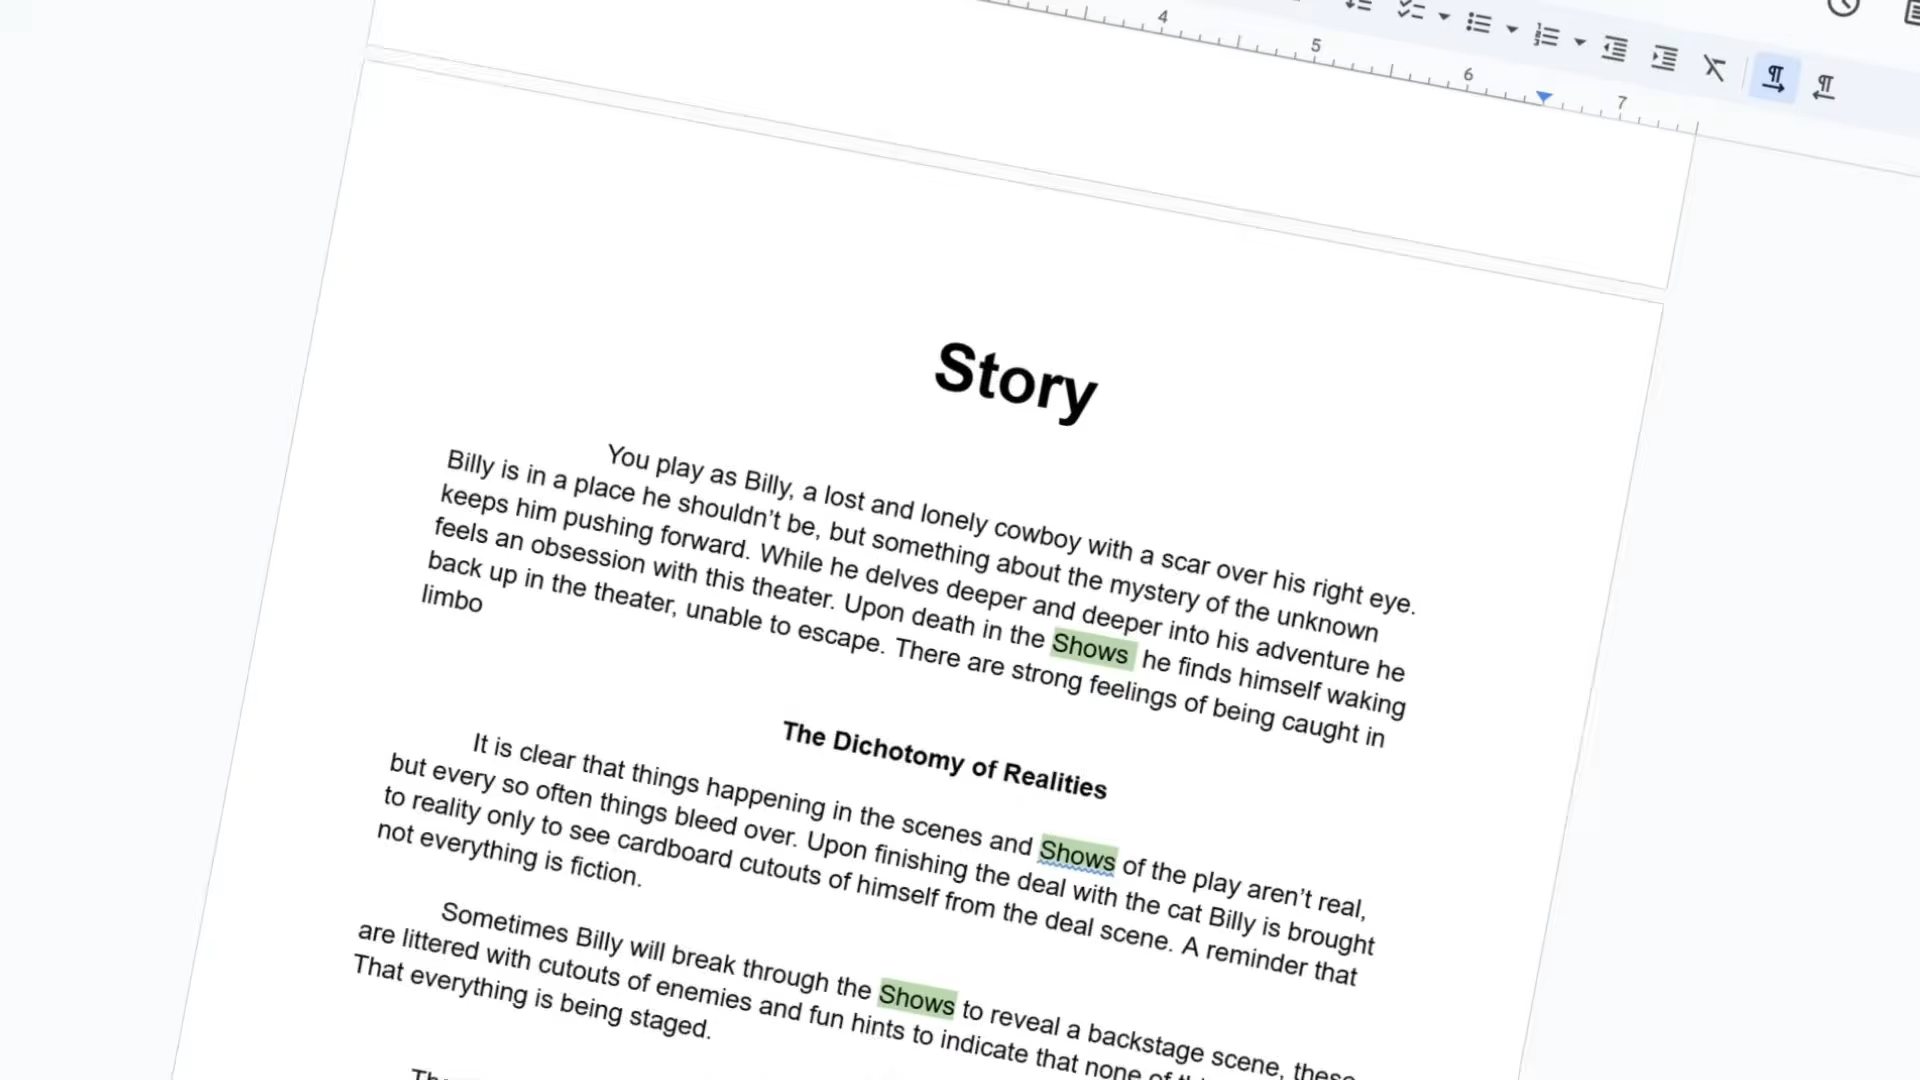 4
5
6
7
Story
You play as Billy, a lost and lonely cowboy with a scar over his right eye.
Billy is in a place he shouldn’t be, but something about the mystery of the unknown
keeps him pushing forward. While he delves deeper and deeper into his adventure he
feels an obsession with this theater. Upon death in the Shows he finds himself waking
back up in the theater, unable to escape. There are strong feelings of being caught in
limbo
The Dichotomy of Realities
It is clear that things happening in the scenes and Shows of the play aren’t real,
but every so often things bleed over. Upon finishing the deal with the cat Billy is brought
to reality only to see cardboard cutouts of himself from the deal scene. A reminder that
not everything is fiction.
Sometimes Billy will break through the Shows to reveal a backstage scene, these
are littered with cutouts of enemies and fun hints to indicate that none of
That everything is being staged.